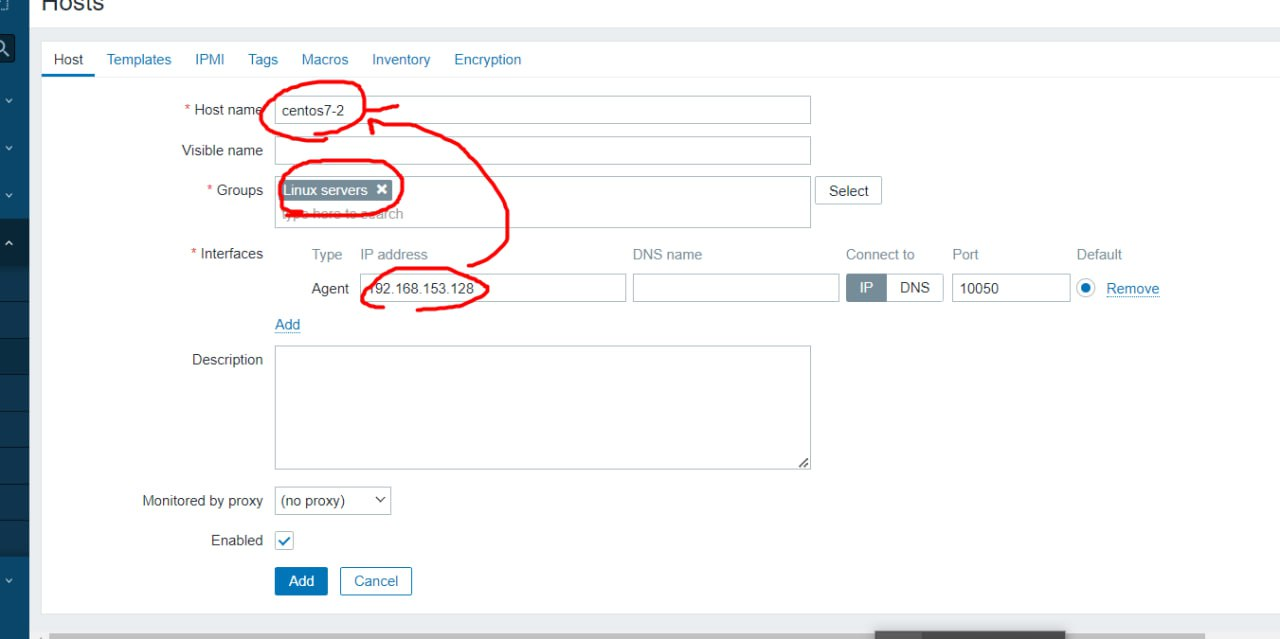 Hosts
Host Templates IPMI Tags Macros Inventory Encryption
* Host name centos7-2
Visible name
* Groups Linux servers × Select
type here to search
* Interfaces Type IP address DNS name Connect to Port Default
Agent 192.168.153.128 IP DNS 10050 Remove
Add
Description
Monitored by proxy (no proxy)
Enabled
Add Cancel